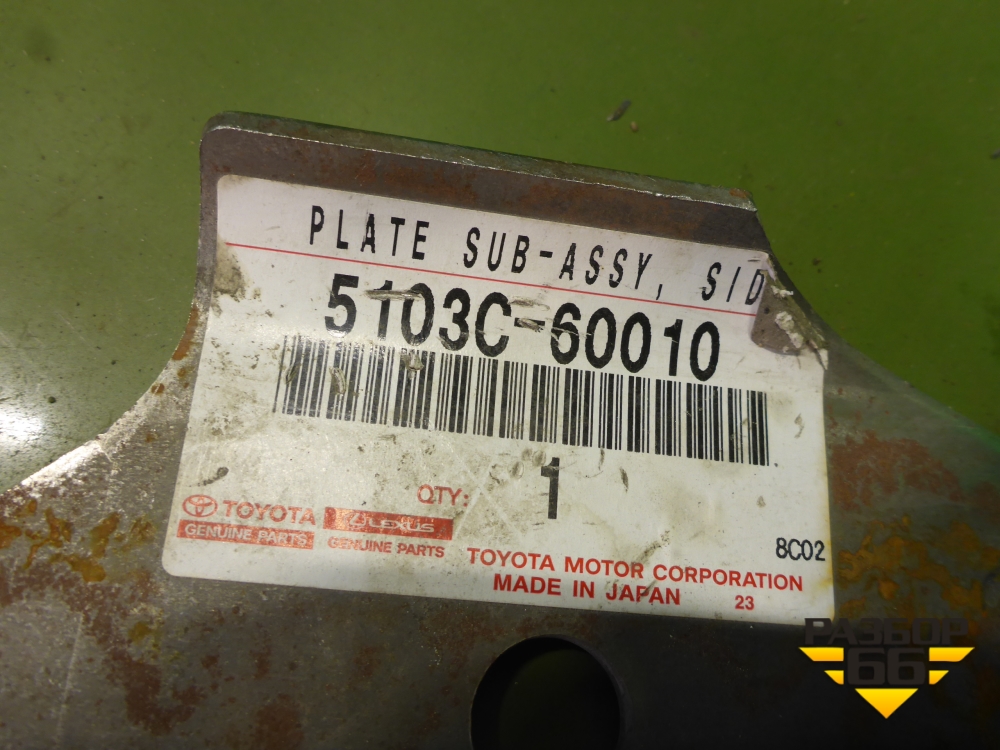 PLATE SUB-ASSY, SID
5103C-60010
QTY: 1
TOYOTA LEXUS
GENUINE PARTS GENUINE PARTS
8C02
TOYOTA MOTOR CORPORATION
MADE IN JAPAN 23
РАЗБОР
66